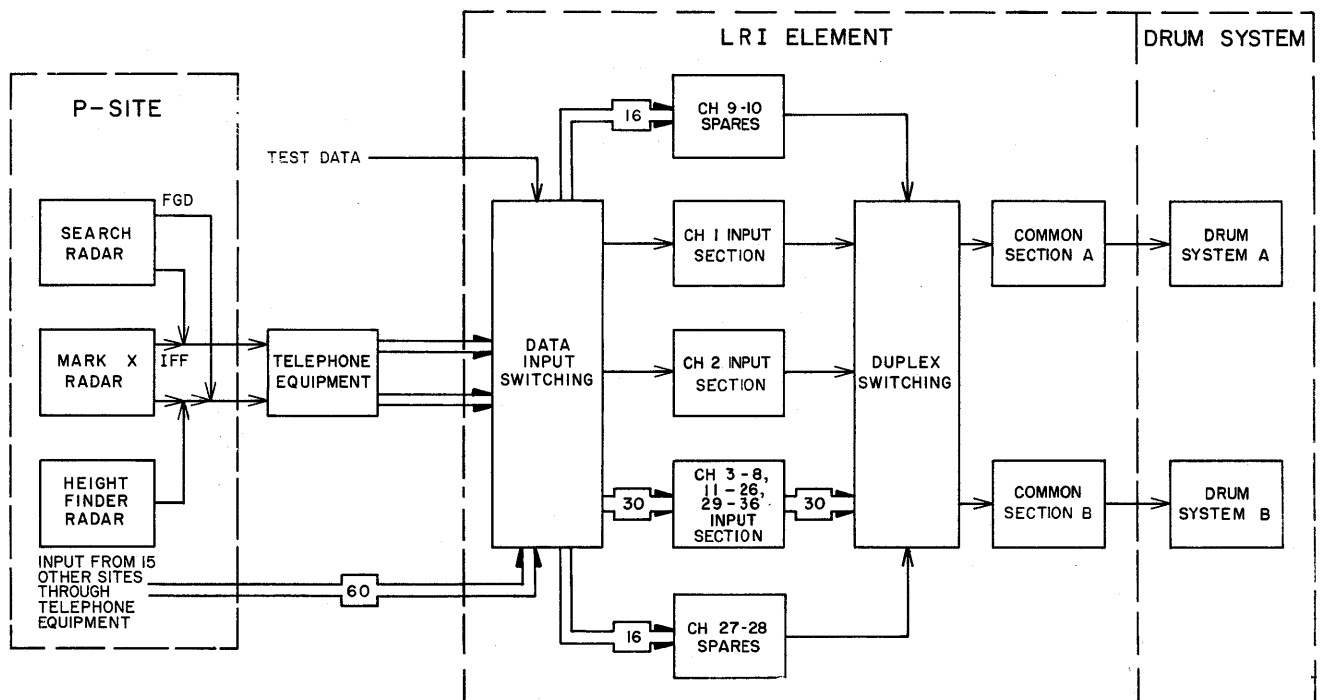 LRI ELEMENT
DRUM SYSTEM
P-SITE
TEST DATA
16
CH 9-10
SPARES
FGD
SEARCH
RADAR
CH 1 INPUT
SECTION
COMMON
SECTION A
DRUM
SYSTEM A
MARK X
RADAR
IFF
TELEPHONE
EQUIPMENT
DATA
INPUT
SWITCHING
CH 2 INPUT
SECTION
DUPLEX
SWITCHING
HEIGHT
FINDER
RADAR
30
CH 3-8,
11-26,
29-36
INPUT
SECTION
30
COMMON
SECTION B
DRUM
SYSTEM B
INPUT FROM 15
OTHER SITES
THROUGH
TELEPHONE
EQUIPMENT
60
16
CH 27-28
SPARES